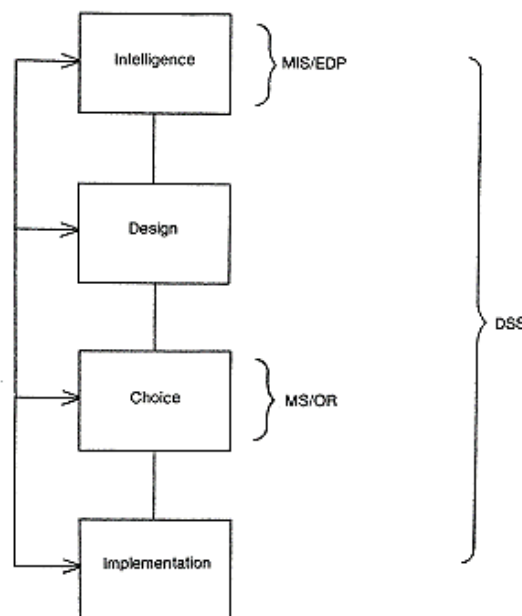 Intelligence
MIS/EDP
Design
DSS
Choice
MS/OR
Implementation